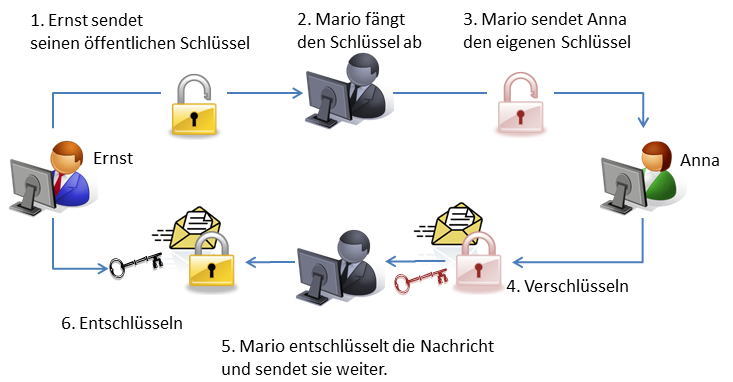 1. Ernst sendet
seinen öffentlichen Schlüssel
2. Mario fängt
den Schlüssel ab
3. Mario sendet Anna
den eigenen Schlüssel
Ernst
Anna
4. Verschlüsseln
6. Entschlüsseln
5. Mario entschlüsselt die Nachricht
und sendet sie weiter.